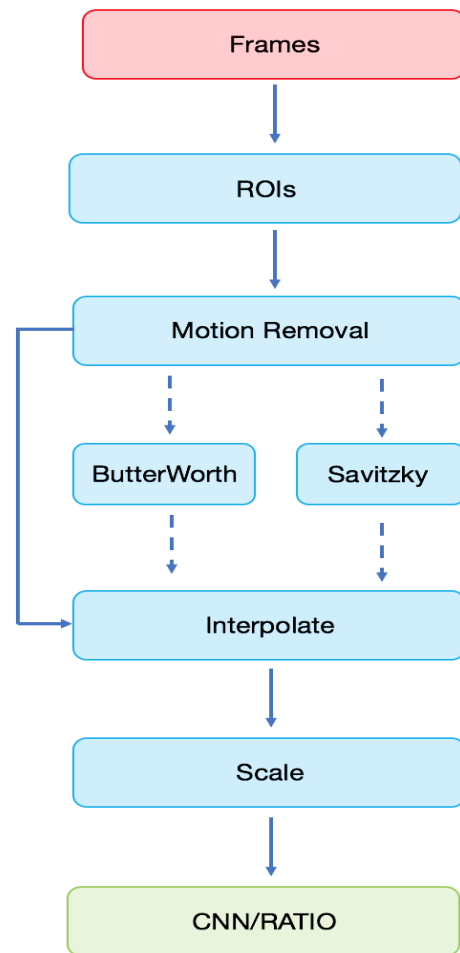 Frames
ROIs
Motion Removal
ButterWorth
Savitzky
Interpolate
Scale
CNN/RATIO